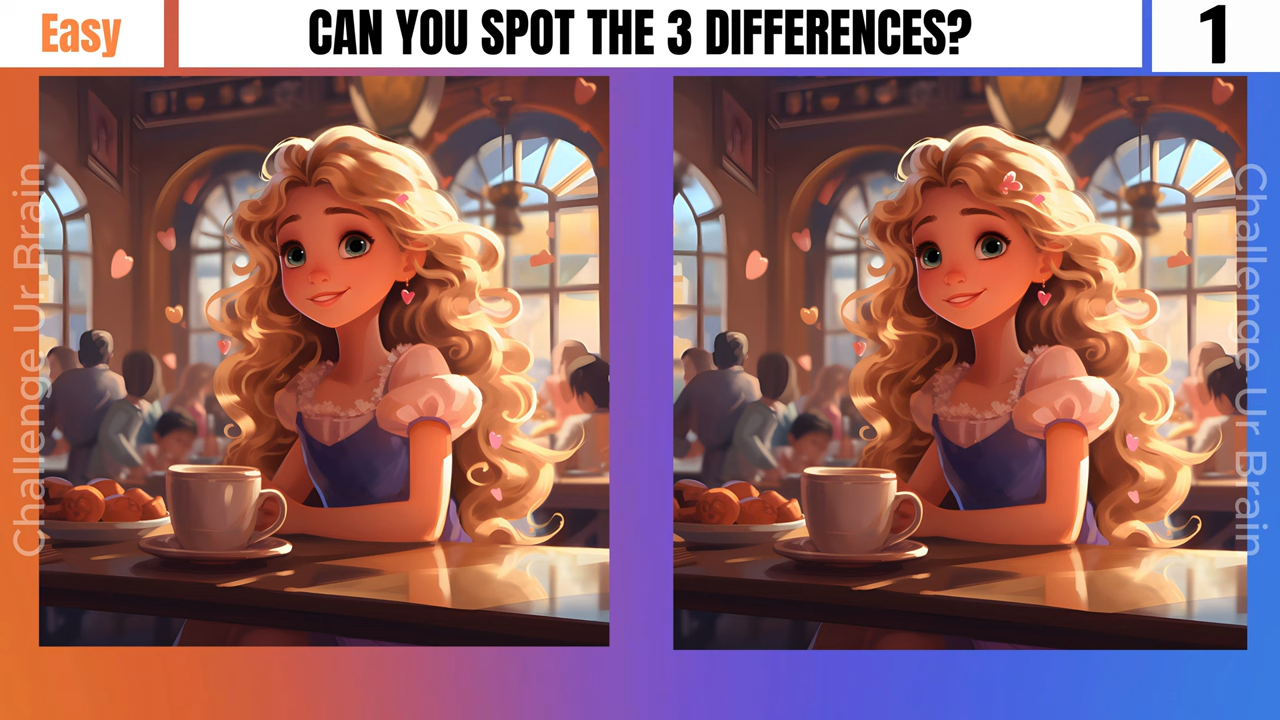 Easy
CAN YOU SPOT THE 3 DIFFERENCES?
1
Challenge Ur Brain
Challenge Ur Brain